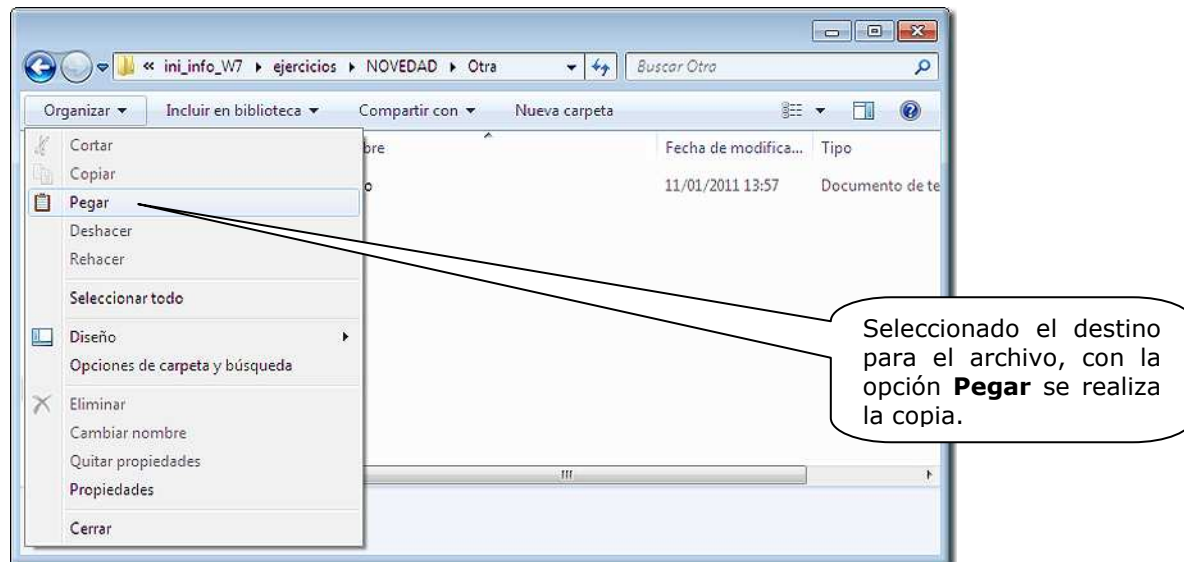 « ini_info_W7 ▸ ejercicios ▸ NOVEDAD ▸ Otra
Buscar Otra
Organizar Incluir en biblioteca Compartir con Nueva carpeta
bre Fecha de modifica... Tipo
o 11/01/2011 13:57 Documento de te
Cortar
Copiar
Pegar
Deshacer
Rehacer
Seleccionar todo
Diseño
Opciones de carpeta y búsqueda
Eliminar
Cambiar nombre
Quitar propiedades
Propiedades
Cerrar
Seleccionado el destino
para el archivo, con la
opción Pegar se realiza
la copia.